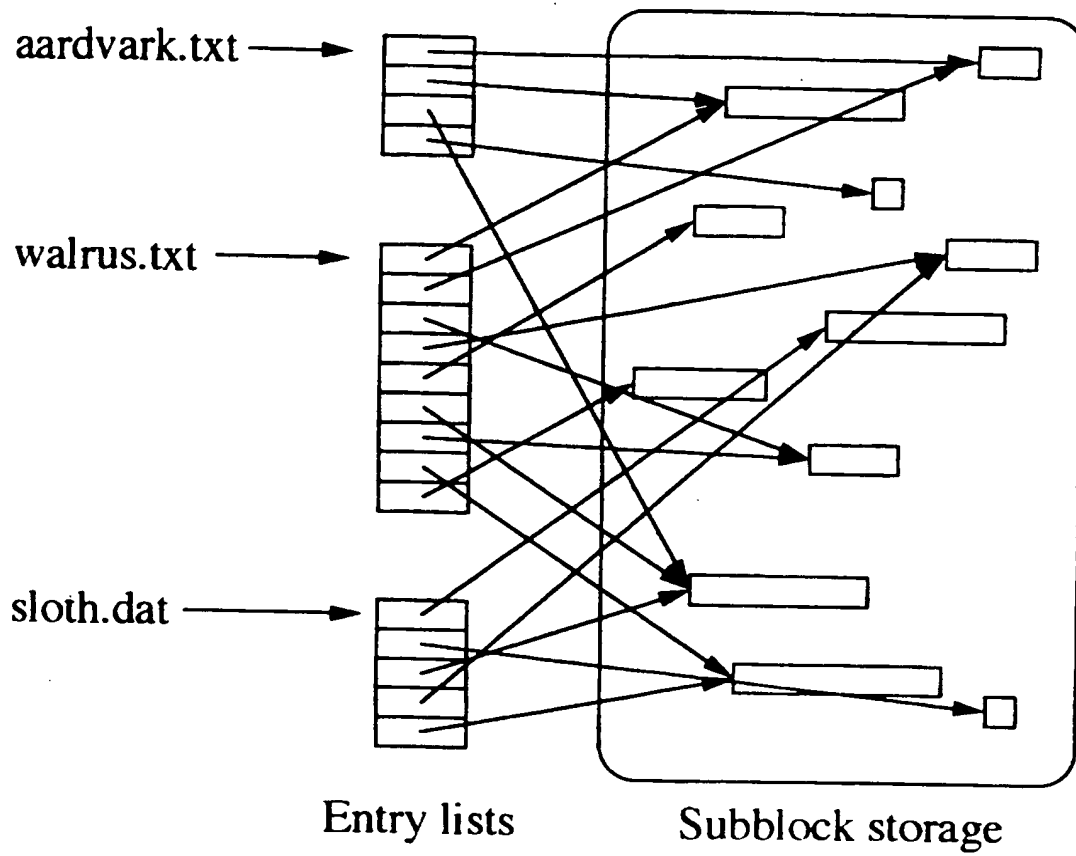 aardvark.txt
walrus.txt
sloth.dat
Entry lists
Subblock storage